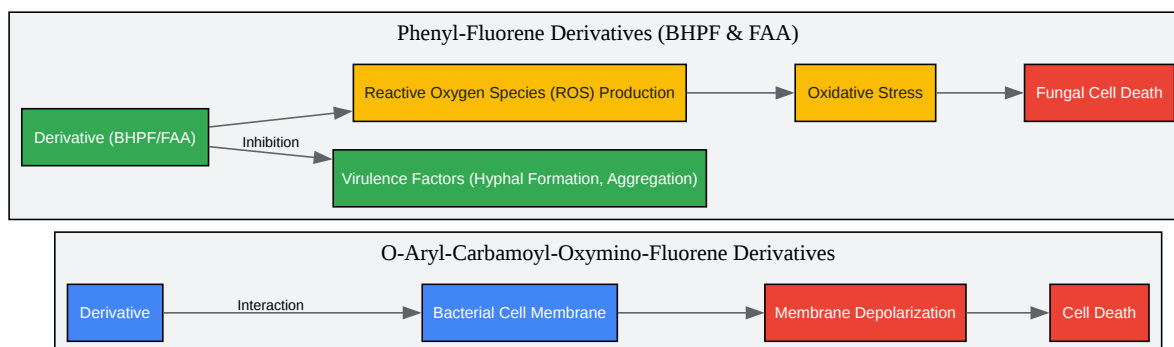 Phenyl-Fluorene Derivatives (BHPF & FAA)
Reactive Oxygen Species (ROS) Production
Oxidative Stress
Fungal Cell Death
Derivative (BHPF/FAA)
Inhibition
Virulence Factors (Hyphal Formation, Aggregation)
O-Aryl-Carbamoyl-Oxymino-Fluorene Derivatives
Derivative
Interaction
Bacterial Cell Membrane
Membrane Depolarization
Cell Death